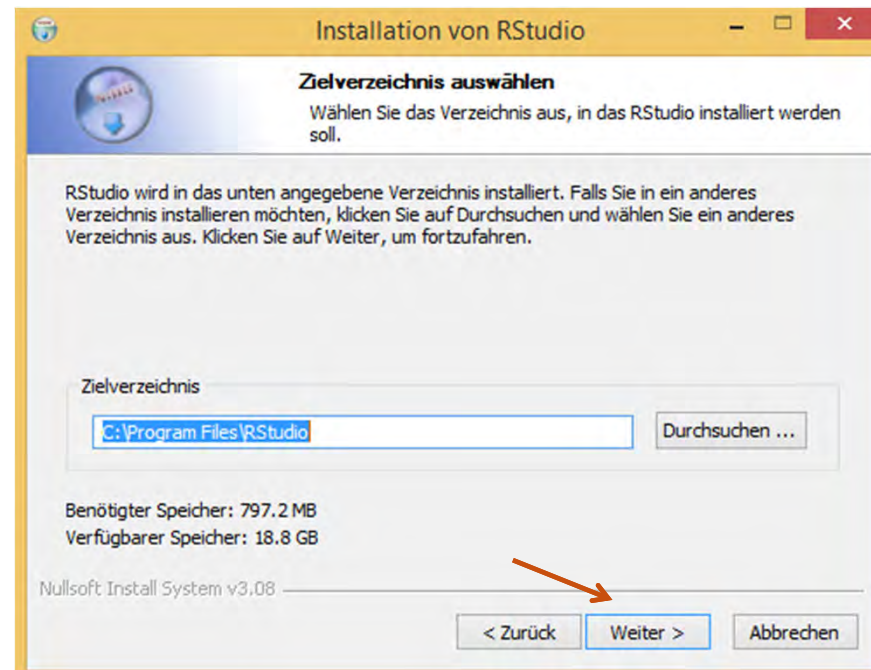 Installation von RStudio
Zielverzeichnis auswählen
Wählen Sie das Verzeichnis aus, in das RStudio installiert werden
soll.
RStudio wird in das unten angegebene Verzeichnis installiert. Falls Sie in ein anderes
Verzeichnis installieren möchten, klicken Sie auf Durchsuchen und wählen Sie ein anderes
Verzeichnis aus. Klicken Sie auf Weiter, um fortzufahren.
Zielverzeichnis
C:\Program Files\RStudio
Durchsuchen ...
Benötigter Speicher: 797.2 MB
Verfügbarer Speicher: 18.8 GB
Nullsoft Install System v3.08
< Zurück Weiter > Abbrechen